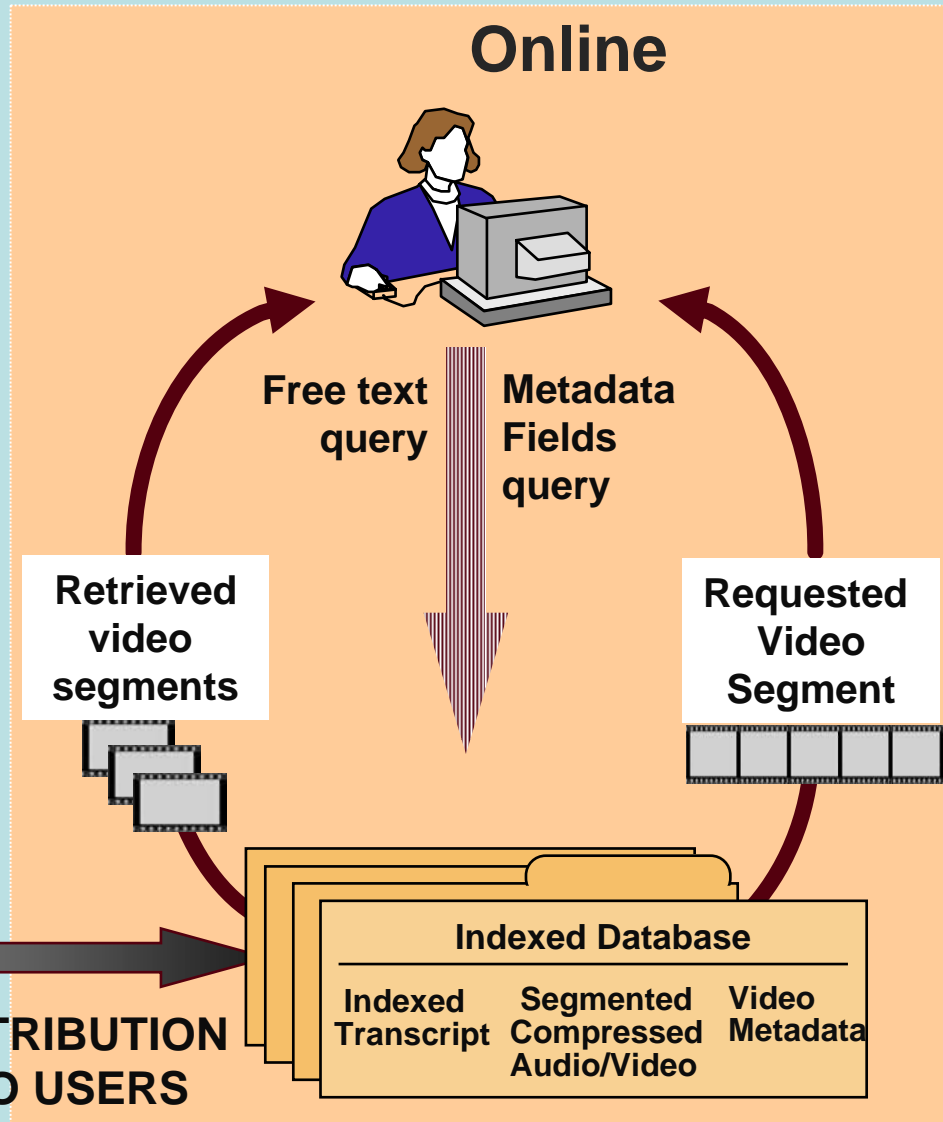 Online
Free text
query
Metadata
Fields
query
Retrieved
video
segments
Requested
Video
Segment
Indexed Database
Indexed
Transcript
Segmented
Compressed
Audio/Video
Video
Metadata
TRIBUTION
O USERS